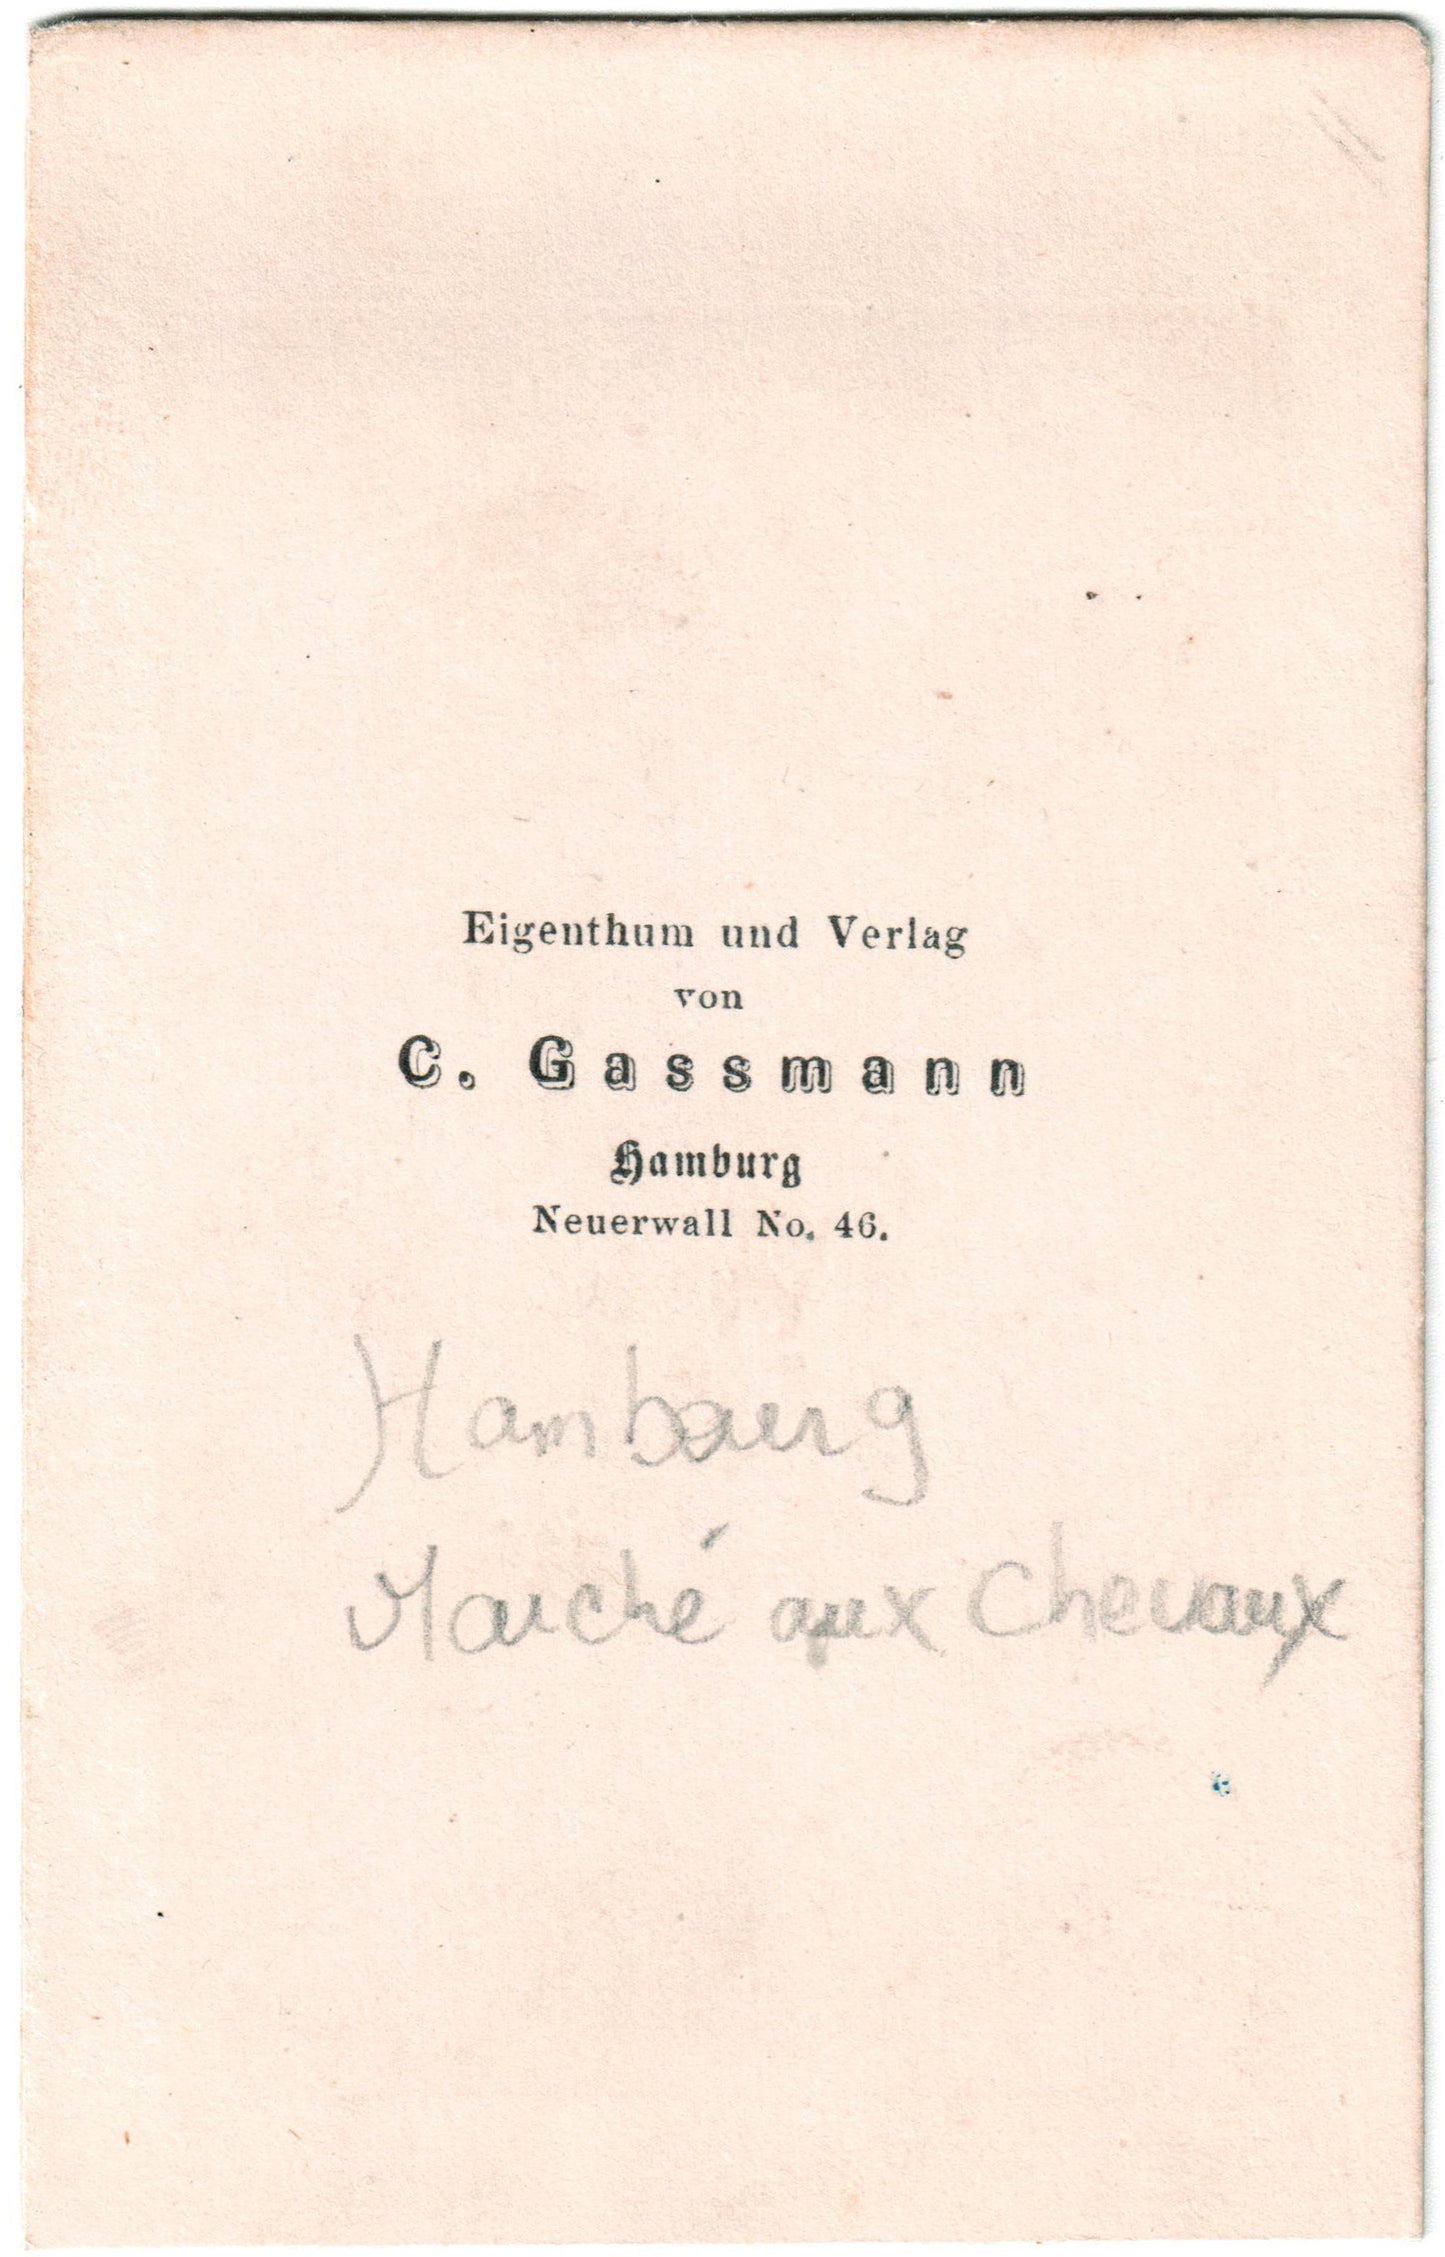 Eigenthum und Verlag
von
C. Gassmann
Hamburg
Neuerwall No. 46.
Hambourg
Marché aux Chevaux